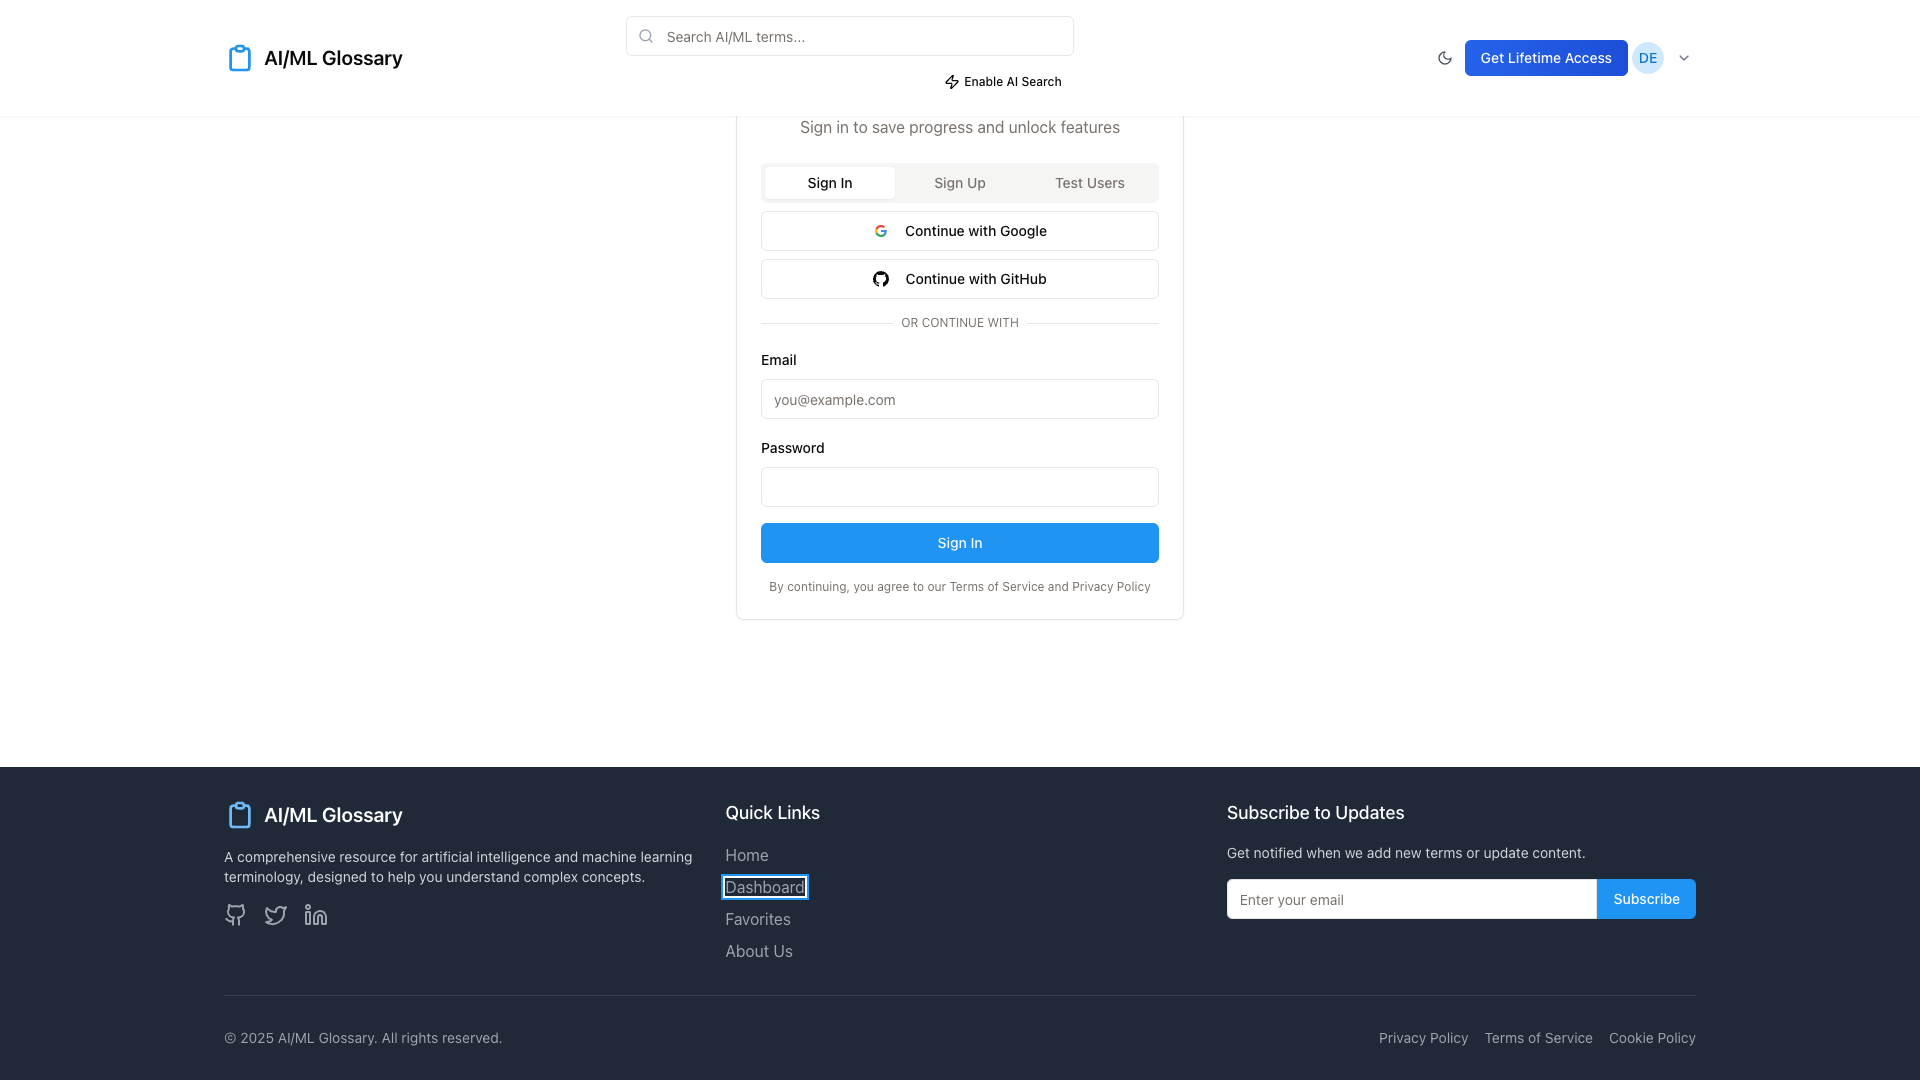 AI/ML Glossary
Search AI/ML terms...
Enable AI Search
Get Lifetime Access
DE
Sign in to save progress and unlock features
Sign In
Sign Up
Test Users
Continue with Google
Continue with GitHub
OR CONTINUE WITH
Email
you@example.com
Password
Sign In
By continuing, you agree to our Terms of Service and Privacy Policy
AI/ML Glossary
A comprehensive resource for artificial intelligence and machine learning
terminology, designed to help you understand complex concepts.
Quick Links
Home
Dashboard
Favorites
About Us
Subscribe to Updates
Get notified when we add new terms or update content.
Enter your email
Subscribe
© 2025 AI/ML Glossary. All rights reserved.
Privacy Policy
Terms of Service
Cookie Policy